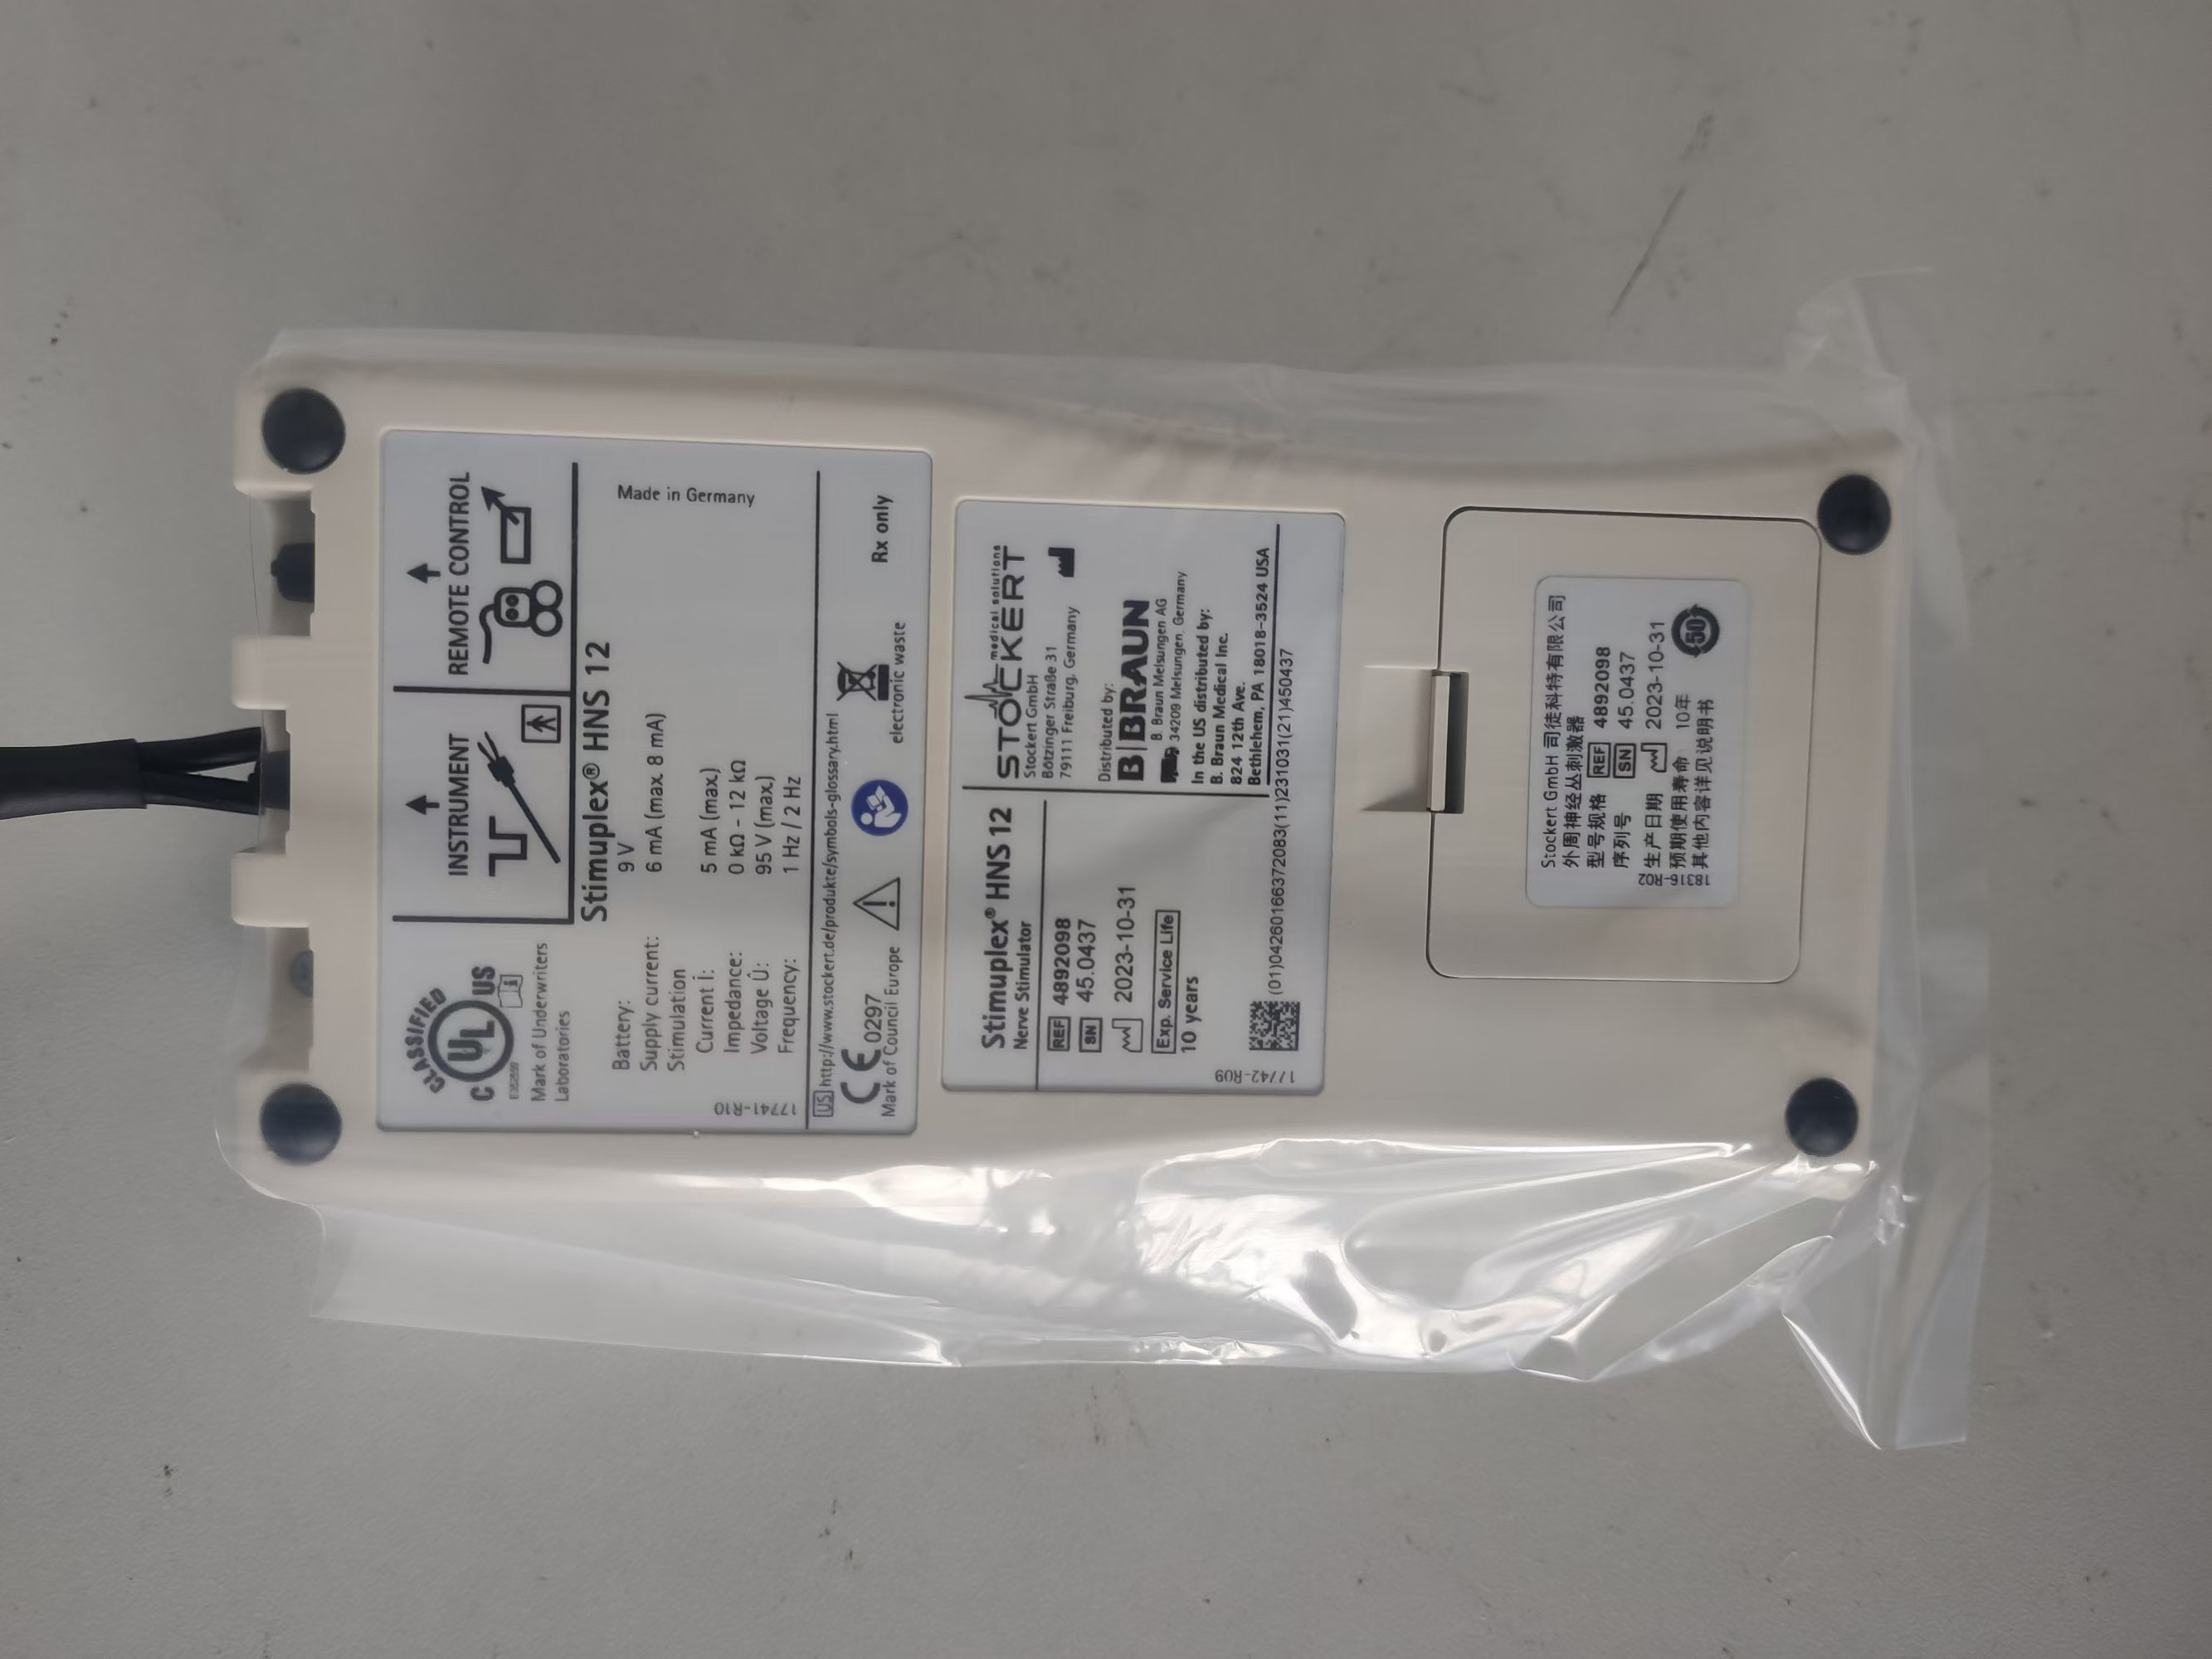 CLASSIFIED
C UL US
E352699
Mark of Underwriters
Laboratories
INSTRUMENT
REMOTE CONTROL
Stimuplex® HNS 12
Battery: 9 V
Made in Germany
Supply current: 6 mA (max. 8 mA)
Stimulation
Current Î: 5 mA (max.)
Impedance: 0 kΩ - 12 kΩ
Voltage Û: 95 V (max.)
Frequency: 1 Hz / 2 Hz
17741-R10
US http://www.stockert.de/produkte/symbols-glossary.html
CE 0297
Mark of Council Europe
electronic waste
Rx only
Stimuplex® HNS 12
Nerve Stimulator
REF 4892098
SN 45.0437
2023-10-31
Exp. Service Life
10 years
STOCKERT
medical solutions
Stockert GmbH
Bötzinger Straße 31
79111 Freiburg, Germany
Distributed by:
B|BRAUN
B. Braun Melsungen AG
34209 Melsungen, Germany
In the US distributed by:
B. Braun Medical Inc.
824 12th Ave.
Bethlehem, PA 18018-3524 USA
(01)04260166372083(11)231031(21)450437
17742-R09
Stockert GmbH 司徒科特有限公司
外周神经丛刺激器
型号规格 REF 4892098
序列号 SN 45.0437
生产日期 2023-10-31
预期使用寿命 10年
其他内容详见说明书
50
18316-R02